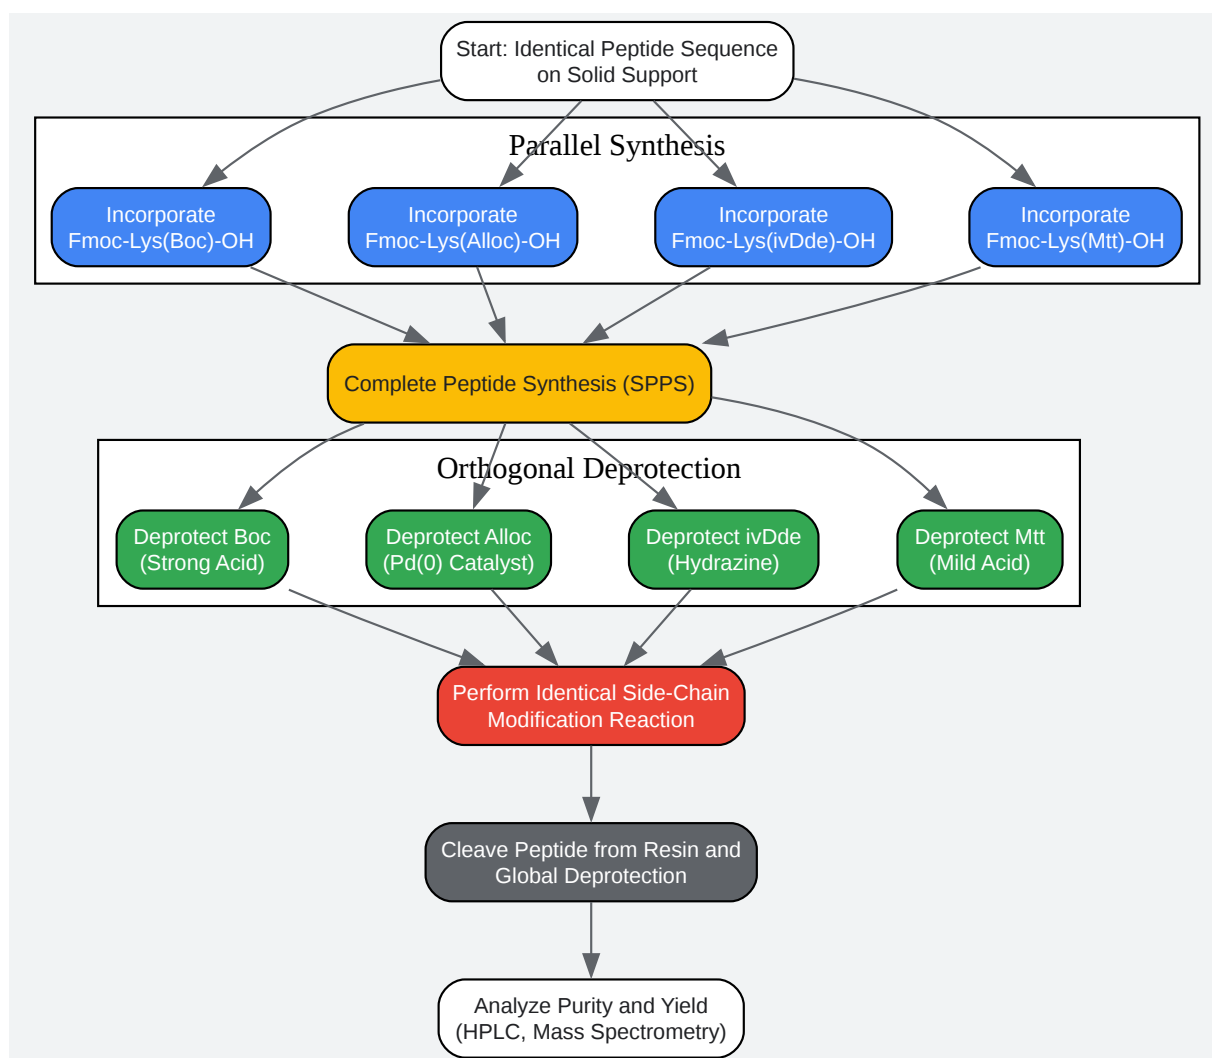 Start: Identical Peptide Sequence
on Solid Support
Parallel Synthesis
Incorporate
Fmoc-Lys(Boc)-OH
Incorporate
Fmoc-Lys(Alloc)-OH
Incorporate
Fmoc-Lys(ivDde)-OH
Incorporate
Fmoc-Lys(Mtt)-OH
Complete Peptide Synthesis (SPPS)
Orthogonal Deprotection
Deprotect Boc
(Strong Acid)
Deprotect Alloc
(Pd(0) Catalyst)
Deprotect ivDde
(Hydrazine)
Deprotect Mtt
(Mild Acid)
Perform Identical Side-Chain
Modification Reaction
Cleave Peptide from Resin and
Global Deprotection
Analyze Purity and Yield
(HPLC, Mass Spectrometry)